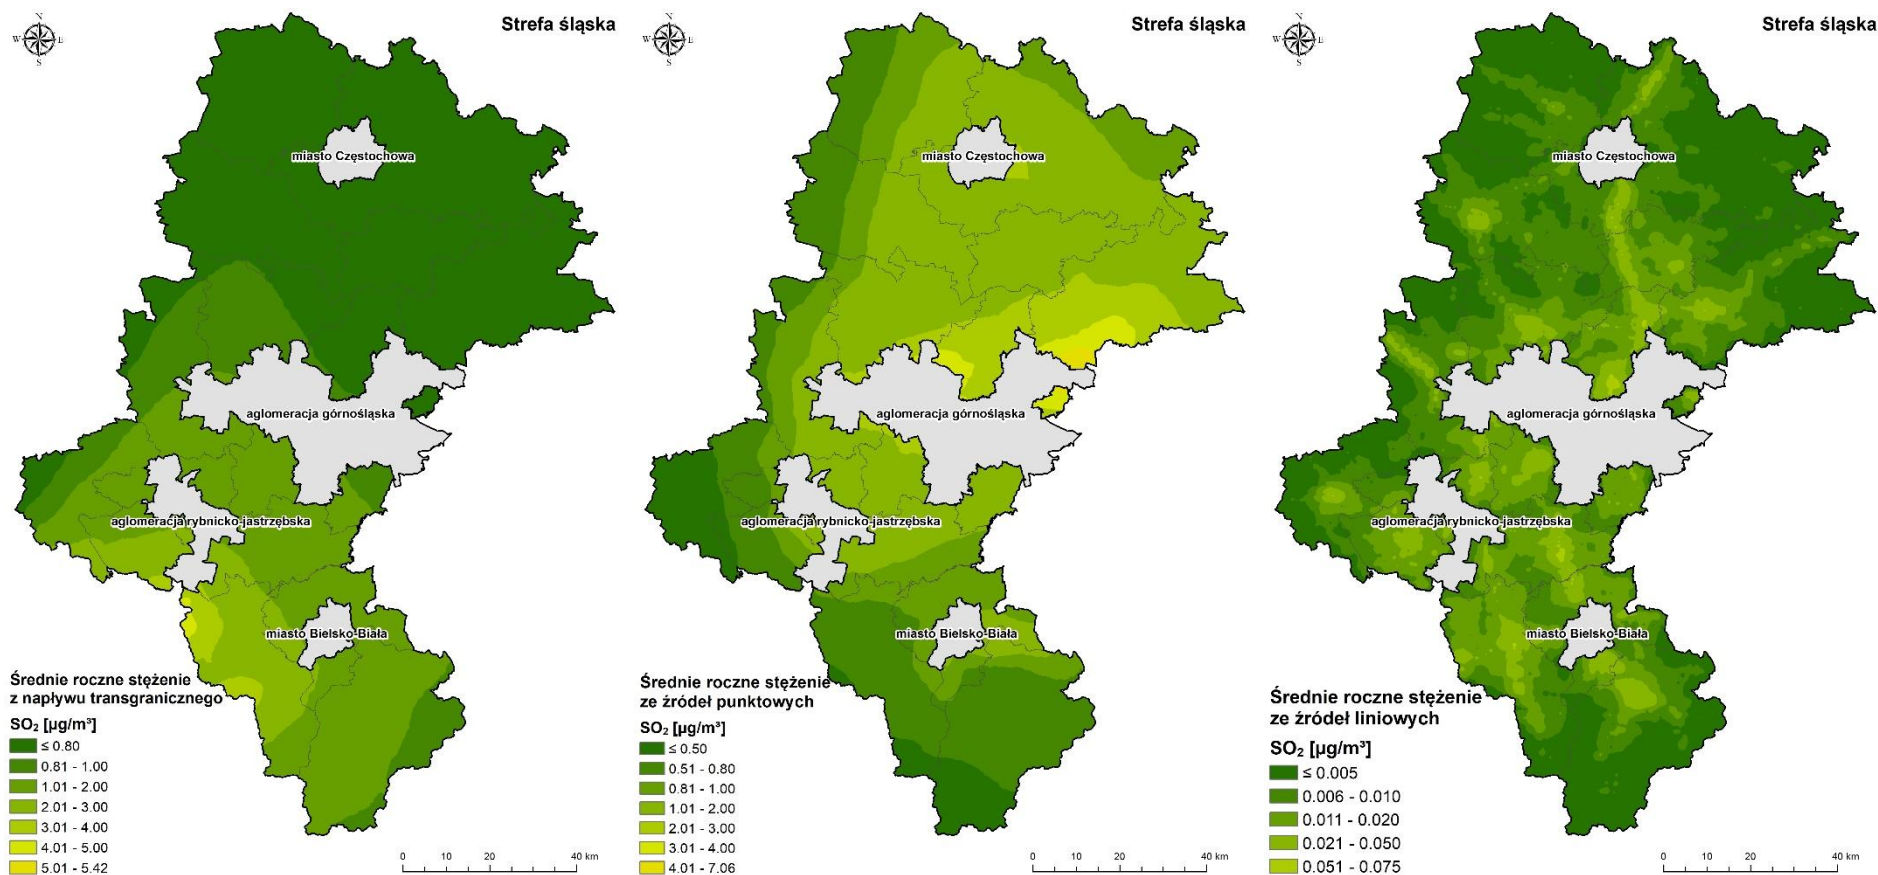 N
W E
S
Strefa śląska
miasto Częstochowa
aglomeracja górnośląska
aglomeracja rybnicko-jastrzębska
miasto Bielsko-Biała
Średnie roczne stężenie
z napływu transgranicznego
SO₂ [µg/m³]
≤ 0.80
0.81 - 1.00
1.01 - 2.00
2.01 - 3.00
3.01 - 4.00
4.01 - 5.00
5.01 - 5.42
0 10 20 40 km
N
W E
S
Strefa śląska
miasto Częstochowa
aglomeracja górnośląska
aglomeracja rybnicko-jastrzębska
miasto Bielsko-Biała
Średnie roczne stężenie
ze źródeł punktowych
SO₂ [µg/m³]
≤ 0.50
0.51 - 0.80
0.81 - 1.00
1.01 - 2.00
2.01 - 3.00
3.01 - 4.00
4.01 - 7.06
0 10 20 40 km
N
W E
S
Strefa śląska
miasto Częstochowa
aglomeracja górnośląska
aglomeracja rybnicko-jastrzębska
miasto Bielsko-Biała
Średnie roczne stężenie
ze źródeł liniowych
SO₂ [µg/m³]
≤ 0.005
0.006 - 0.010
0.011 - 0.020
0.021 - 0.050
0.051 - 0.075
0 10 20 40 km